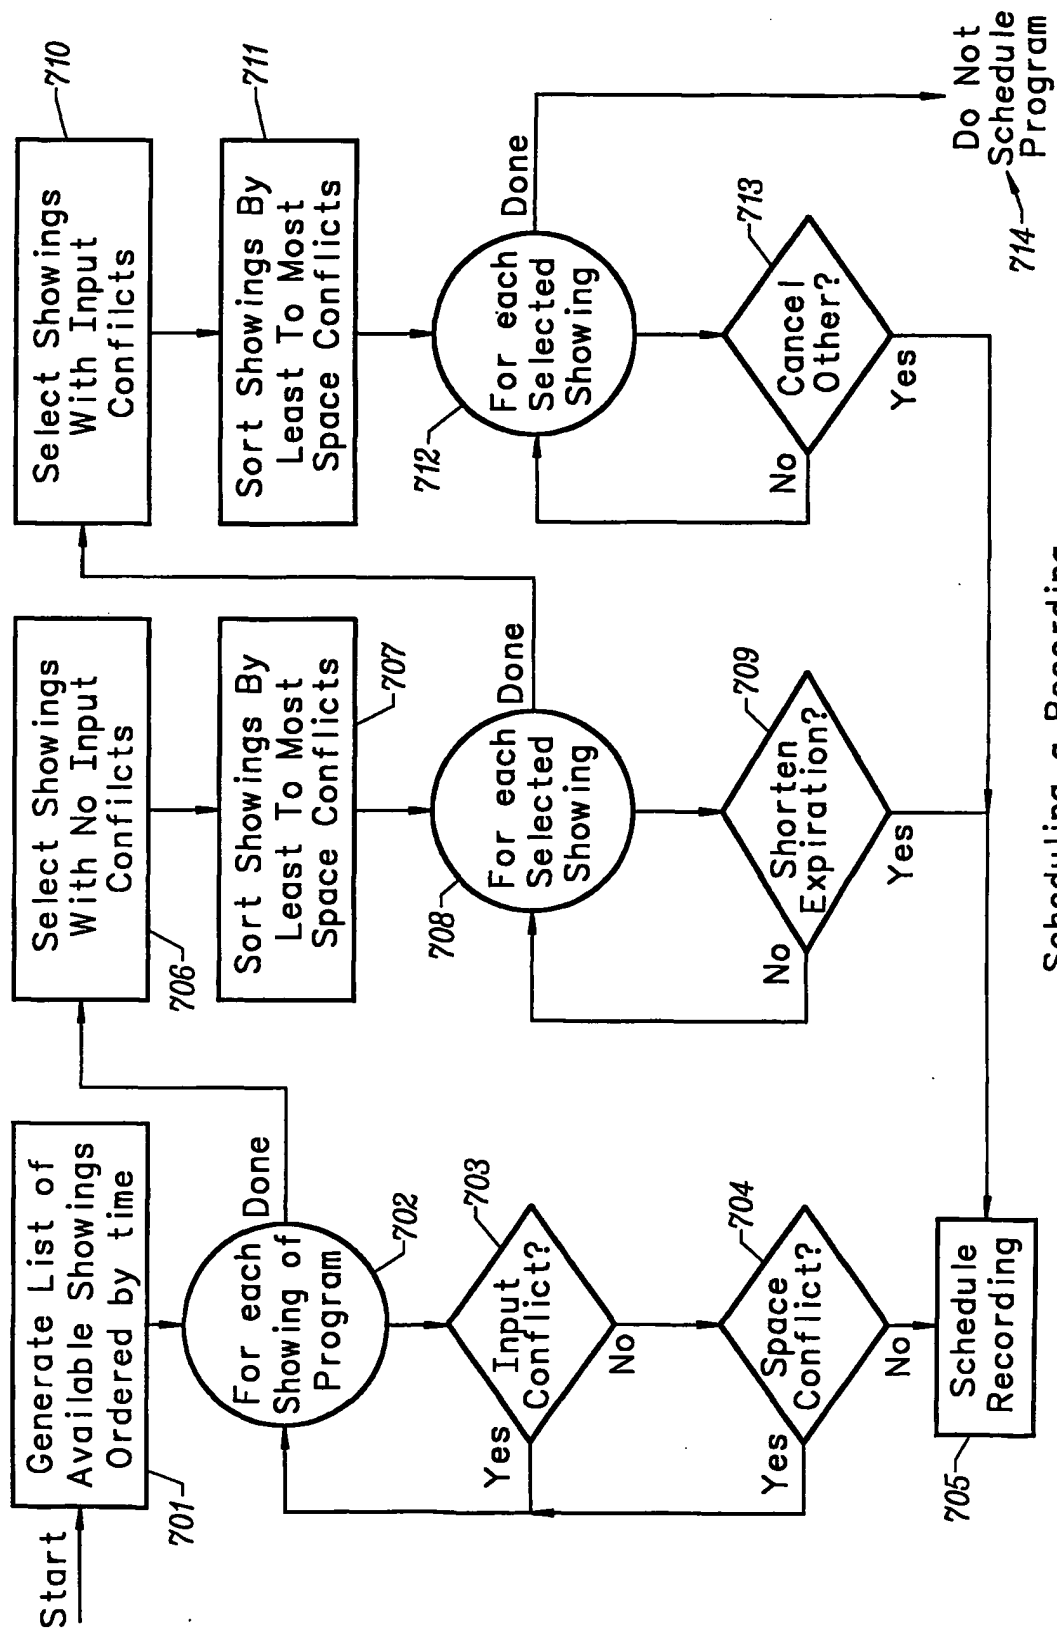 Start
Generate List of
Available Showings
Ordered by time
701
For each
Showing of
Program
Done
702
Input
Conflict?
703
Yes
No
Space
Conflict?
704
Yes
No
Schedule
Recording
705
Select Showings
With No Input
Confilcts
706
Sort Showings By
Least To Most
Space Conflicts
707
For each
Selected
Showing
Done
708
Shorten
Expiration?
709
No
Yes
Select Showings
With Input
Confilcts
710
Sort Showings By
Least To Most
Space Conflicts
711
For each
Selected
Showing
Done
712
Cancel
Other?
713
No
Yes
Do Not
Schedule
Program
714
Scheduling a Recording